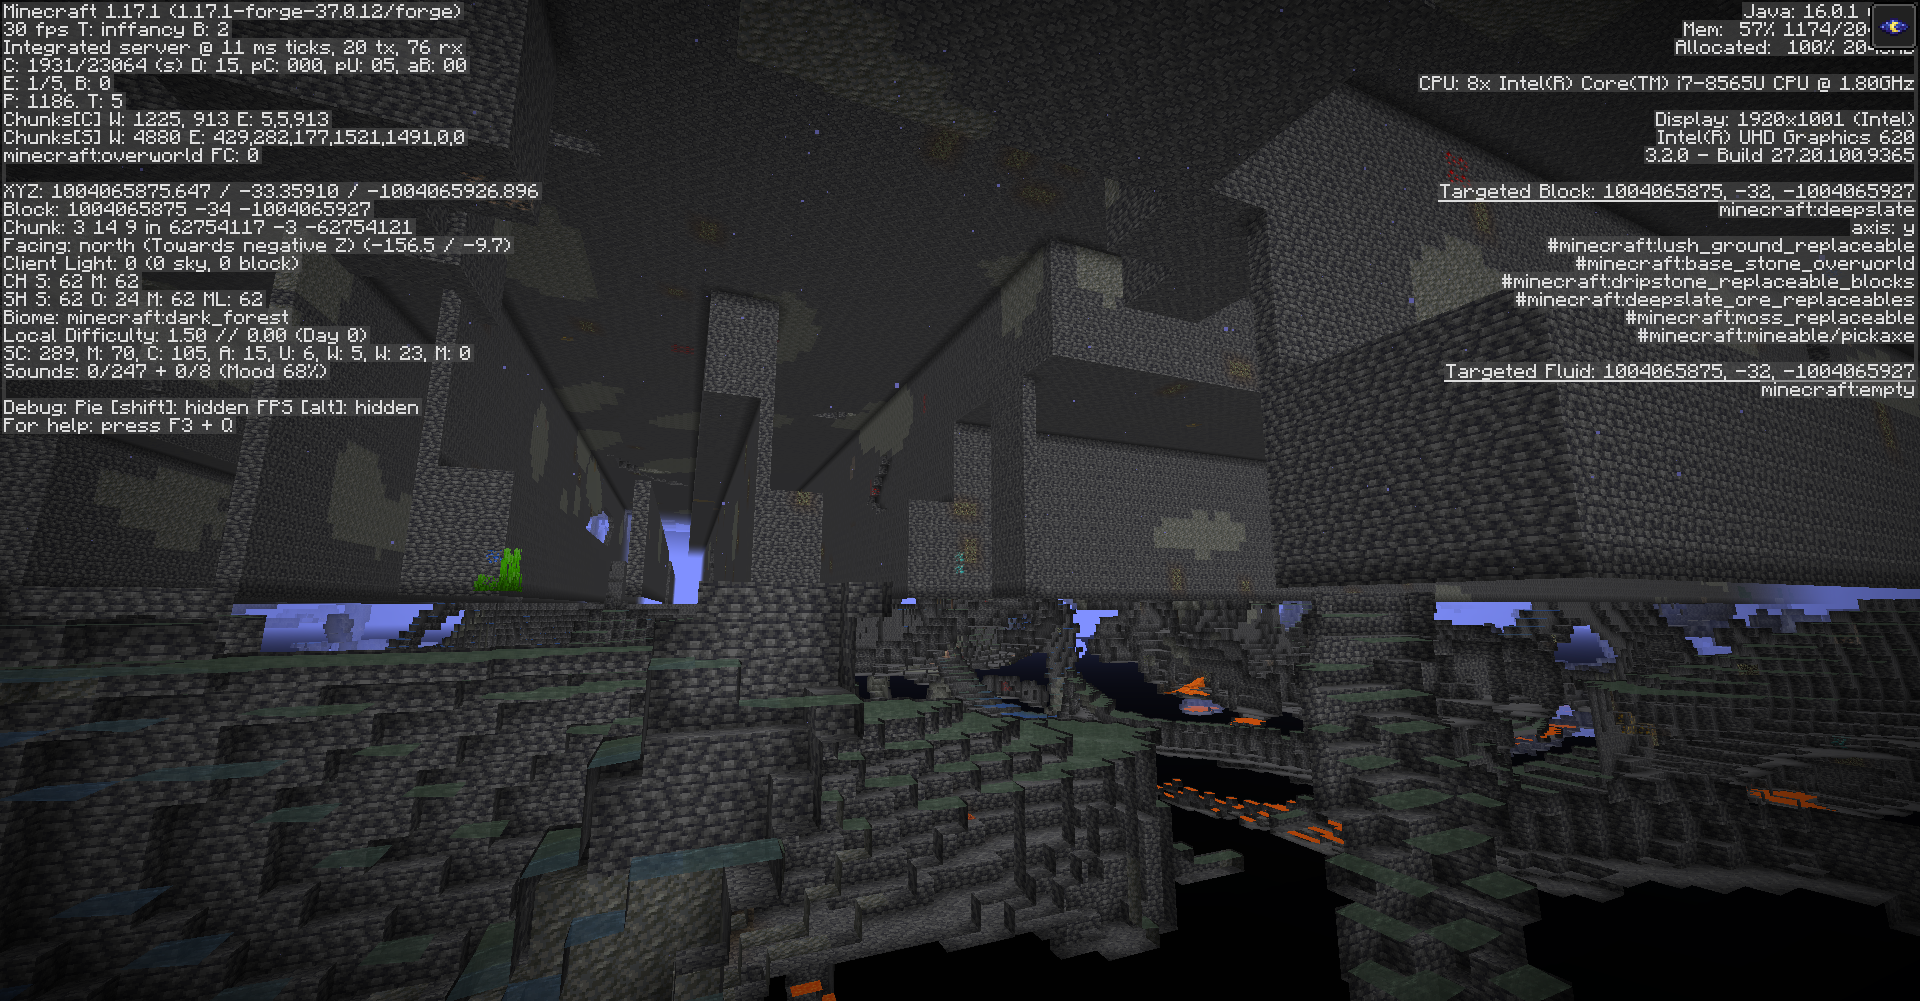 Minecraft 1.17.1 (1.17.1-forge-37.0.12/forge)
30 fps T: inffancy B: 2
Integrated server @ 11 ms ticks, 20 tx, 76 rx
C: 1931/23064 (s) D: 15, pC: 000, pU: 05, aB: 00
E: 1/5, B: 0
P: 1186. T: 5
Chunks[C] W: 1225, 913 E: 5,5,913
Chunks[S] W: 4880 E: 429,282,177,1521,1491,0,0
minecraft:overworld FC: 0
XYZ: 1004065875.647 / -33.35910 / -1004065926.896
Block: 1004065875 -34 -1004065927
Chunk: 3 14 9 in 62754117 -3 -62754121
Facing: north (Towards negative Z) (-156.5 / -9.7)
Client Light: 0 (0 sky, 0 block)
CH S: 62 M: 62
SH S: 62 O: 24 M: 62 ML: 62
Biome: minecraft:dark_forest
Local Difficulty: 1.50 // 0.00 (Day 0)
SC: 289, M: 70, C: 105, A: 15, U: 6, W: 5, W: 23, M: 0
Sounds: 0/247 + 0/8 (Mood 68%)
Debug: Pie [shift]: hidden FPS [alt]: hidden
For help: press F3 + Q
Java: 16.0.1
Mem: 57% 1174/20
Allocated: 100% 20
CPU: 8x Intel(R) Core(TM) i7-8565U CPU @ 1.80GHz
Display: 1920x1001 (Intel)
Intel(R) UHD Graphics 620
3.2.0 - Build 27.20.100.9365
Targeted Block: 1004065875, -32, -1004065927
minecraft:deepslate
axis: y
#minecraft:lush_ground_replaceable
#minecraft:base_stone_overworld
#minecraft:dripstone_replaceable_blocks
#minecraft:deepslate_ore_replaceables
#minecraft:moss_replaceable
#minecraft:mineable/pickaxe
Targeted Fluid: 1004065875, -32, -1004065927
minecraft:empty